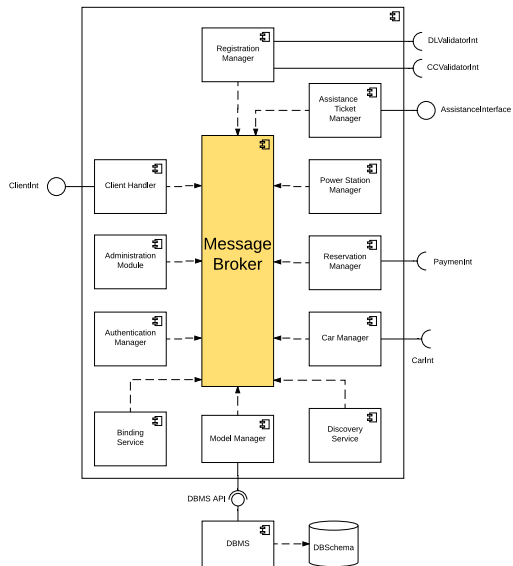 Registration
Manager
DLValidatorInt
CCValidatorInt
Assistance
Ticket
Manager
AssistanceInterface
ClientInt
Client Handler
Power Station
Manager
Message
Broker
Administration
Module
Reservation
Manager
PaymenInt
Authentication
Manager
Car Manager
CarInt
Binding
Service
Model Manager
Discovery
Service
DBMS API
DBMS
DBSchema